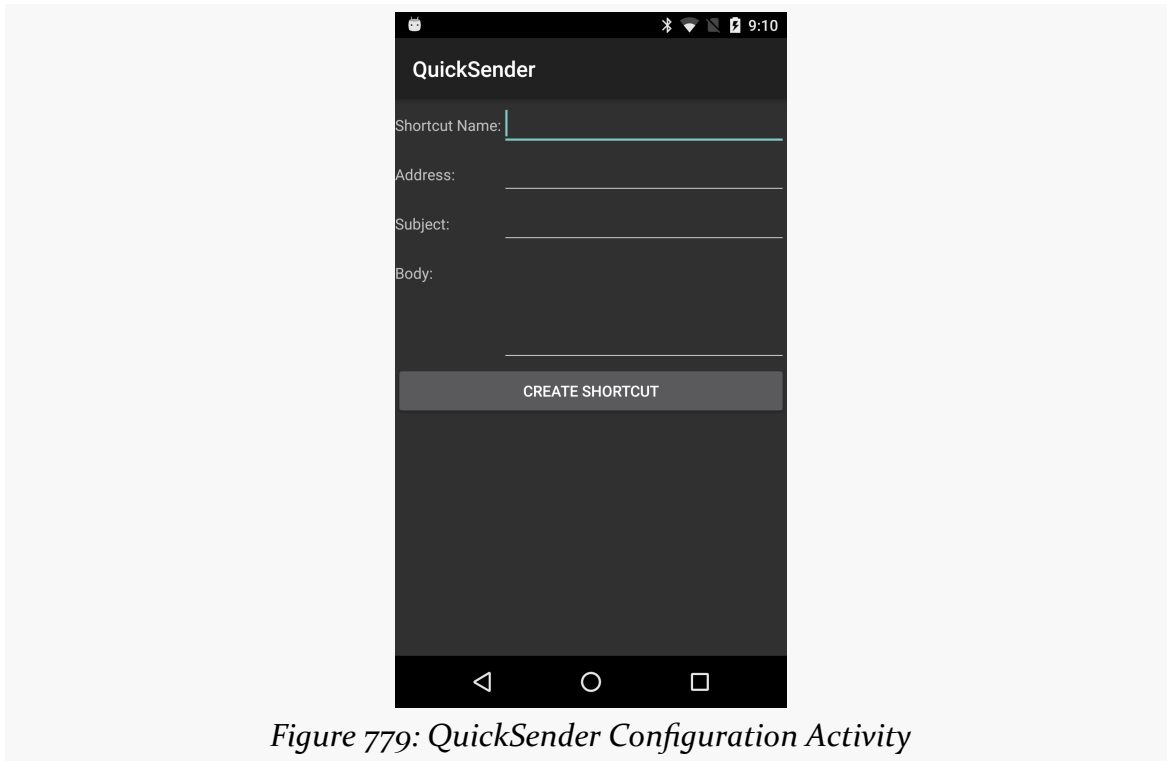 9:10
QuickSender
Shortcut Name:
Address:
Subject:
Body:
CREATE SHORTCUT
Figure 779: QuickSender Configuration Activity